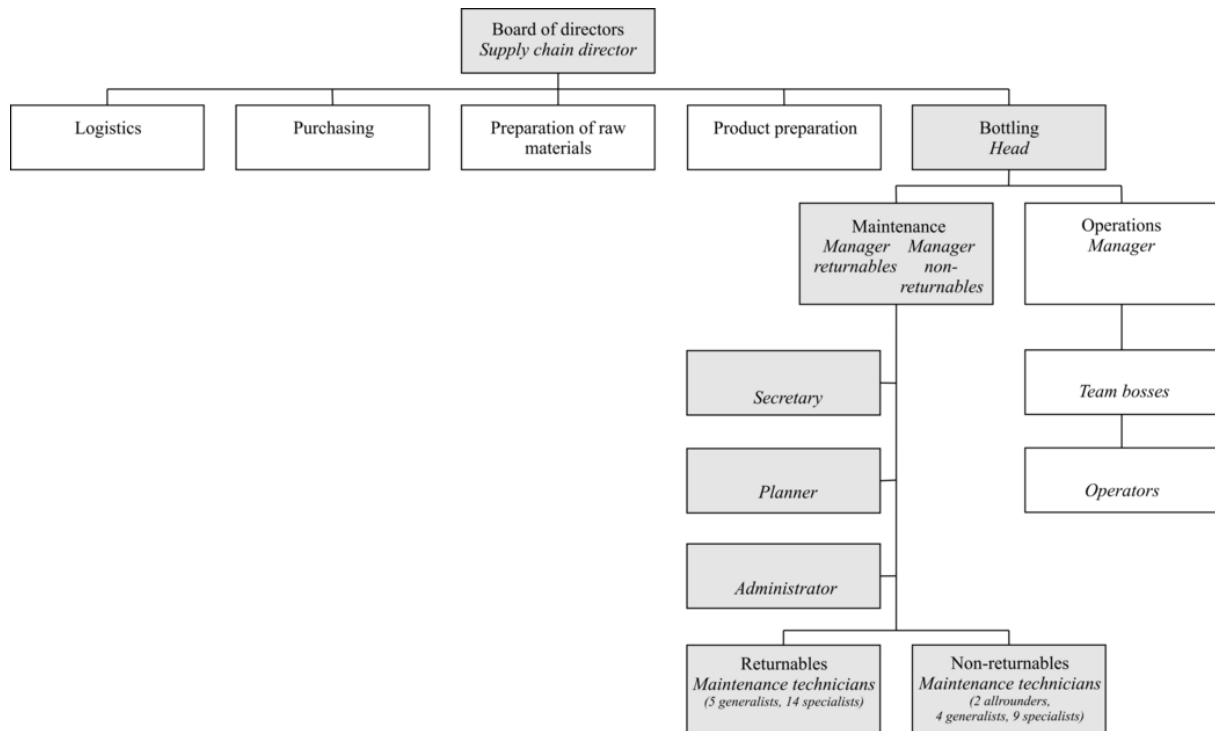 Board of directors
Supply chain director
Logistics
Purchasing
Preparation of raw
materials
Product preparation
Bottling
Head
Maintenance
Manager
returnables
Manager
non-
returnables
Operations
Manager
Secretary
Team bosses
Planner
Operators
Administrator
Returnables
Maintenance technicians
(5 generalists, 14 specialists)
Non-returnables
Maintenance technicians
(2 allrounders,
4 generalists, 9 specialists)